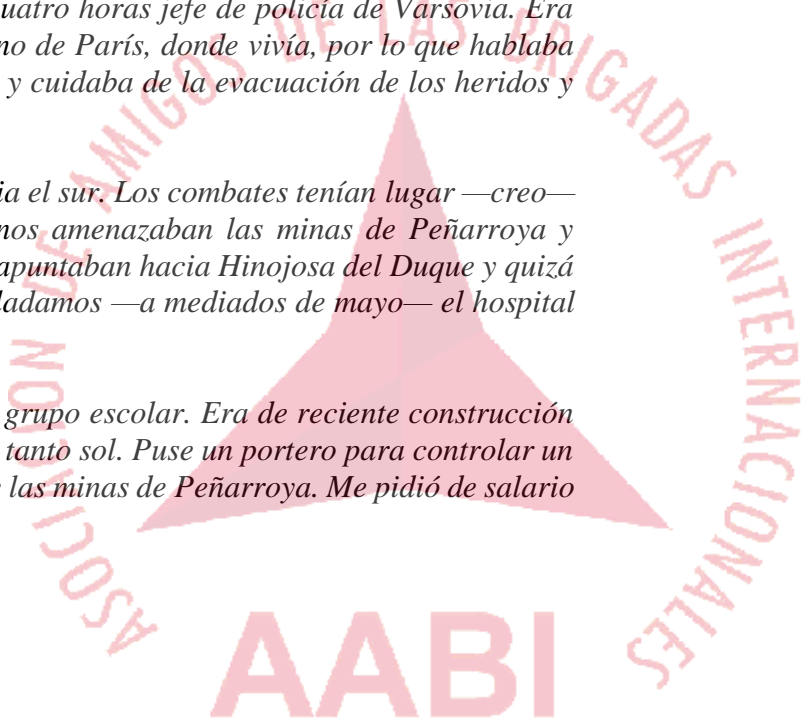 uatro horas jefe de policía de Varsovia. Era
no de París, donde vivía, por lo que hablaba
y cuidaba de la evacuación de los heridos y
ia el sur. Los combates tenían lugar —creo—
nos amenazaban las minas de Peñarroya y
apuntaban hacia Hinojosa del Duque y quizá
ladamos —a mediados de mayo— el hospital
grupo escolar. Era de reciente construcción
tanto sol. Puse un portero para controlar un
las minas de Peñarroya. Me pidió de salario
ASOCIACION DE AMIGOS DE LAS BRIGADAS INTERNACIONALES
AABI